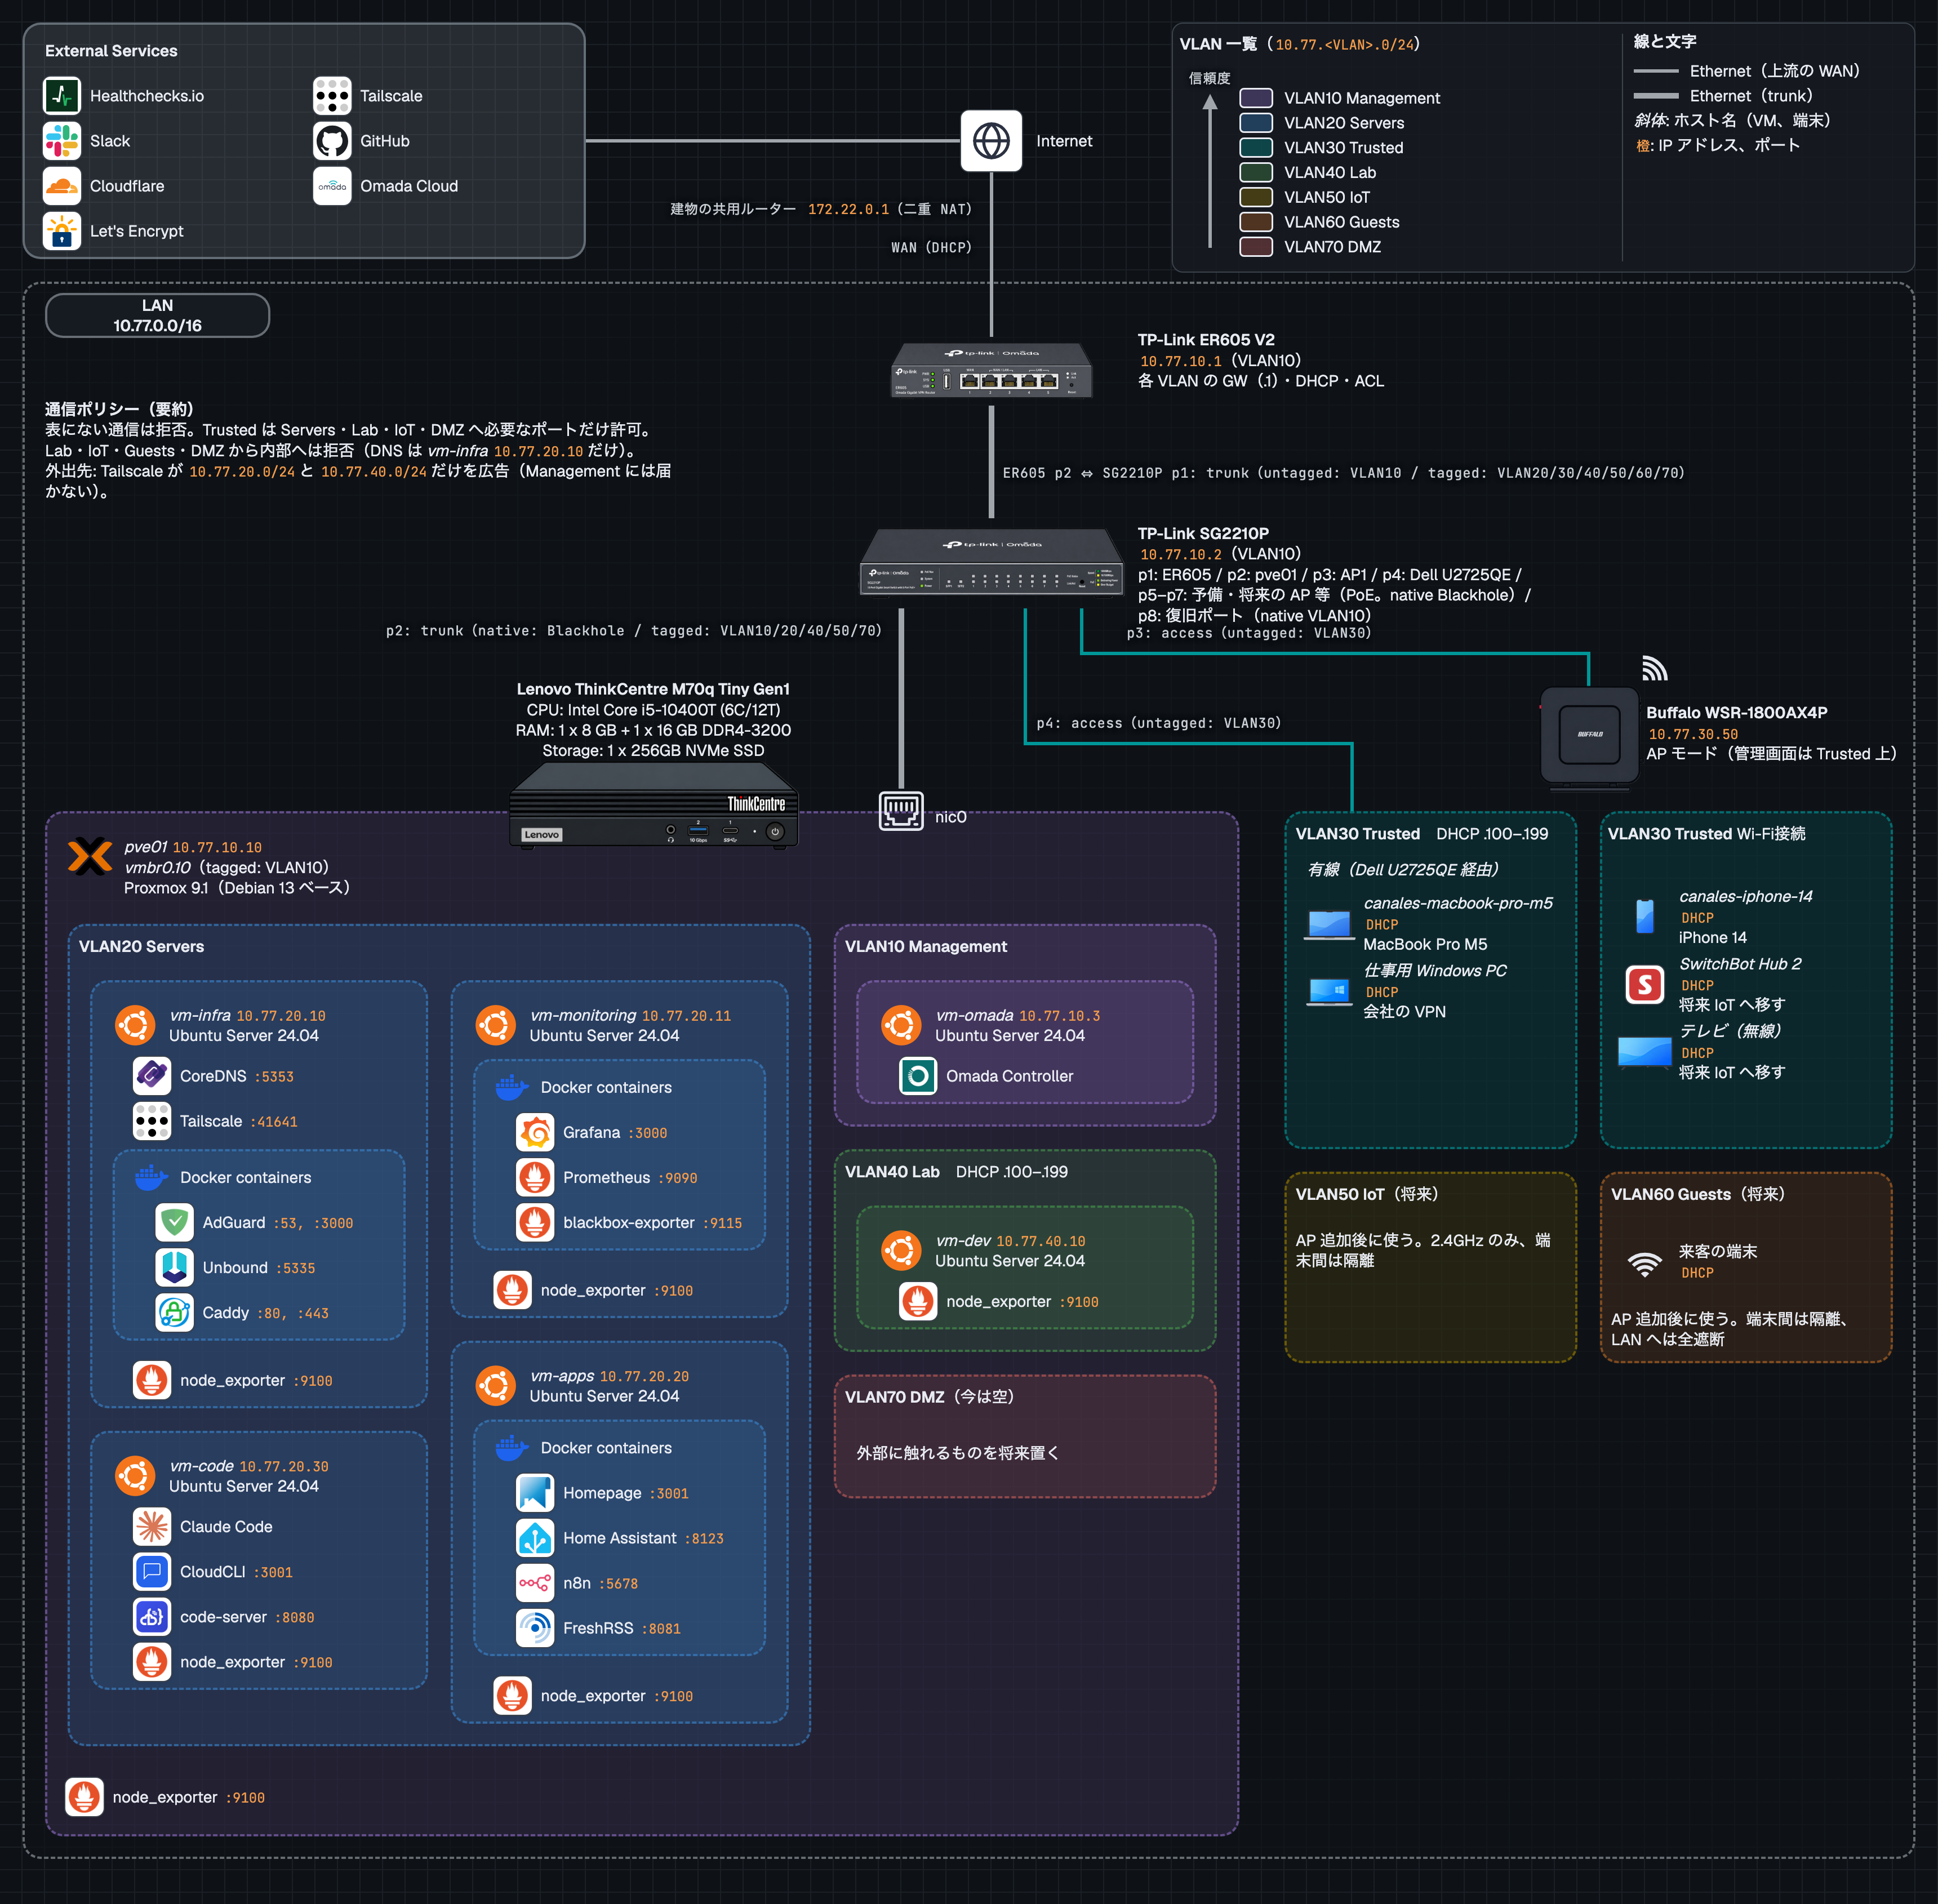 External Services
Healthchecks.io
Tailscale
Slack
GitHub
Cloudflare
omada
Omada Cloud
Let's Encrypt
Internet
建物の共用ルーター 172.22.0.1（二重 NAT）
WAN（DHCP）
VLAN 一覧（10.77.<VLAN>.0/24）
信頼度
VLAN10 Management
VLAN20 Servers
VLAN30 Trusted
VLAN40 Lab
VLAN50 IoT
VLAN60 Guests
VLAN70 DMZ
線と文字
Ethernet（上流の WAN）
Ethernet（trunk）
斜体: ホスト名（VM、端末）
橙: IP アドレス、ポート
LAN
10.77.0.0/16
通信ポリシー（要約）
表にない通信は拒否。Trusted は Servers・Lab・IoT・DMZ へ必要なポートだけ許可。
Lab・IoT・Guests・DMZ から内部へは拒否（DNS は vm-infra 10.77.20.10 だけ）。
外出先: Tailscale が 10.77.20.0/24 と 10.77.40.0/24 だけを広告（Management には届
かない）。
tp-link | Omada
TP-Link ER605 V2
10.77.10.1（VLAN10）
各 VLAN の GW（.1）・DHCP・ACL
ER605 p2 ⇔ SG2210P p1: trunk（untagged: VLAN10 / tagged: VLAN20/30/40/50/60/70）
tp-link | Omada
TP-Link SG2210P
10.77.10.2（VLAN10）
p1: ER605 / p2: pve01 / p3: AP1 / p4: Dell U2725QE /
p5–p7: 予備・将来の AP 等（PoE。native Blackhole）/
p8: 復旧ポート（native VLAN10）
p3: access（untagged: VLAN30）
p2: trunk（native: Blackhole / tagged: VLAN10/20/40/50/70）
p4: access（untagged: VLAN30）
Lenovo ThinkCentre M70q Tiny Gen1
CPU: Intel Core i5-10400T (6C/12T)
RAM: 1 x 8 GB + 1 x 16 GB DDR4-3200
Storage: 1 x 256GB NVMe SSD
ThinkCentre
Lenovo
nic0
BUFFALO
Buffalo WSR-1800AX4P
10.77.30.50
AP モード（管理画面は Trusted 上）
pve01 10.77.10.10
vmbr0.10（tagged: VLAN10）
Proxmox 9.1（Debian 13 ベース）
VLAN20 Servers
vm-infra 10.77.20.10
Ubuntu Server 24.04
CoreDNS :5353
Tailscale :41641
Docker containers
AdGuard :53, :3000
Unbound :5335
Caddy :80, :443
node_exporter :9100
vm-code 10.77.20.30
Ubuntu Server 24.04
Claude Code
CloudCLI :3001
code-server :8080
node_exporter :9100
vm-monitoring 10.77.20.11
Ubuntu Server 24.04
Docker containers
Grafana :3000
Prometheus :9090
blackbox-exporter :9115
node_exporter :9100
vm-apps 10.77.20.20
Ubuntu Server 24.04
Docker containers
Homepage :3001
Home Assistant :8123
n8n :5678
FreshRSS :8081
node_exporter :9100
node_exporter :9100
VLAN10 Management
vm-omada 10.77.10.3
Ubuntu Server 24.04
Omada Controller
VLAN40 Lab DHCP .100–.199
vm-dev 10.77.40.10
Ubuntu Server 24.04
node_exporter :9100
VLAN70 DMZ（今は空）
外部に触れるものを将来置く
VLAN30 Trusted DHCP .100–.199
有線（Dell U2725QE 経由）
canales-macbook-pro-m5
DHCP
MacBook Pro M5
仕事用 Windows PC
DHCP
会社の VPN
VLAN30 Trusted Wi-Fi接続
canales-iphone-14
DHCP
iPhone 14
SwitchBot Hub 2
DHCP
将来 IoT へ移す
テレビ（無線）
DHCP
将来 IoT へ移す
VLAN50 IoT（将来）
AP 追加後に使う。2.4GHz のみ、端
末間は隔離
VLAN60 Guests（将来）
来客の端末
DHCP
AP 追加後に使う。端末間は隔離、
LAN へは全遮断